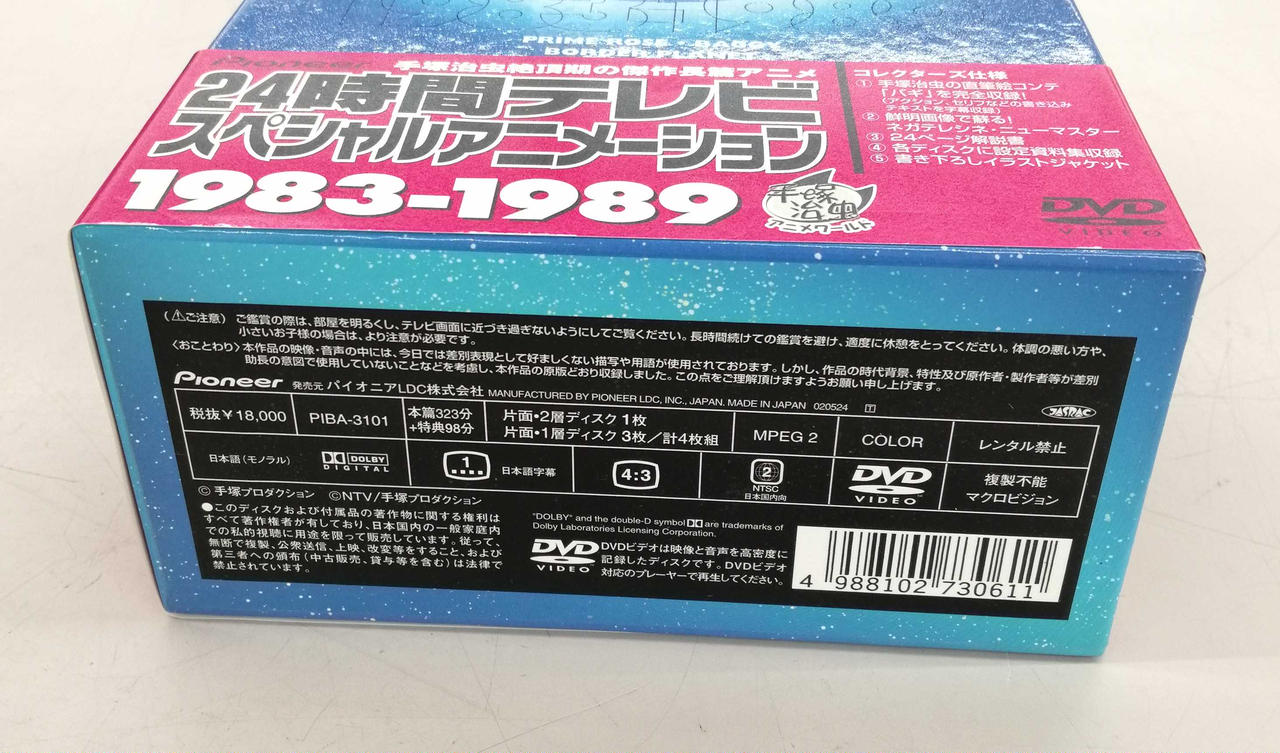 PRIME ROSE BAGGY
BORDER PLANET
Pioneer
手塚治虫絶頂期の傑作長篇アニメ
24時間テレビ
スペシャルアニメーション
1983-1989
手塚治虫
アニメワールド
コレクターズ仕様
① 手塚治虫の直筆絵コンテ
「バギ」を完全収録!
(アクション、セリフなどの書き込み
テキストを字幕収録)
② 鮮明画像で蘇る!
ネガテレシネ・ニューマスター
③ 24ページ解説書
④ 各ディスクに設定資料集収録
⑤ 書き下ろしイラストジャケット
DVD
VIDEO
(⚠ご注意) ご鑑賞の際は、部屋を明るくし、テレビ画面に近づき過ぎないようにしてご覧ください。長時間続けての鑑賞を避け、適度に休憩をとってください。体調の悪い方や、
小さいお子様の場合は、より注意が必要です。
〈おことわり〉本作品の映像・音声の中には、今日では差別表現として好ましくない描写や用語が使用されております。しかし、作品の時代背景、特性及び原作者・製作者等が差別
助長の意図で使用していないことなどを考慮し、本作品の原版どおり収録しました。この点をご理解頂けますようお願い申し上げます。
Pioneer 発売元 パイオニアLDC株式会社 MANUFACTURED BY PIONEER LDC, INC., JAPAN. MADE IN JAPAN 020524 T JASRAC
税抜¥18,000
PIBA-3101
本篇323分
+特典98分
片面・2層ディスク 1枚
片面・1層ディスク 3枚/計4枚組
MPEG 2
COLOR
レンタル禁止
日本語(モノラル)
DOLBY
DIGITAL
1
日本語字幕
4:3
2
NTSC
日本国内向
DVD
VIDEO™
複製不能
マクロビジョン
© 手塚プロダクション ©NTV/手塚プロダクション
●このディスクおよび付属品の著作物に関する権利は
すべて著作権者が有しており、日本国内の一般家庭内
での私的視聴に用途を限って販売しています。従って、
無断で複製、公衆送信、上映、改変等をすること、および
第三者への頒布(中古販売、貸与等を含む)は法律で
禁止されています。
"DOLBY" and the double-D symbol are trademarks of
Dolby Laboratories Licensing Corporation.
DVD
VIDEO™
DVDビデオは映像と音声を高密度に
記録したディスクです。DVDビデオ
対応のプレーヤーで再生してください。
4 988102 730611